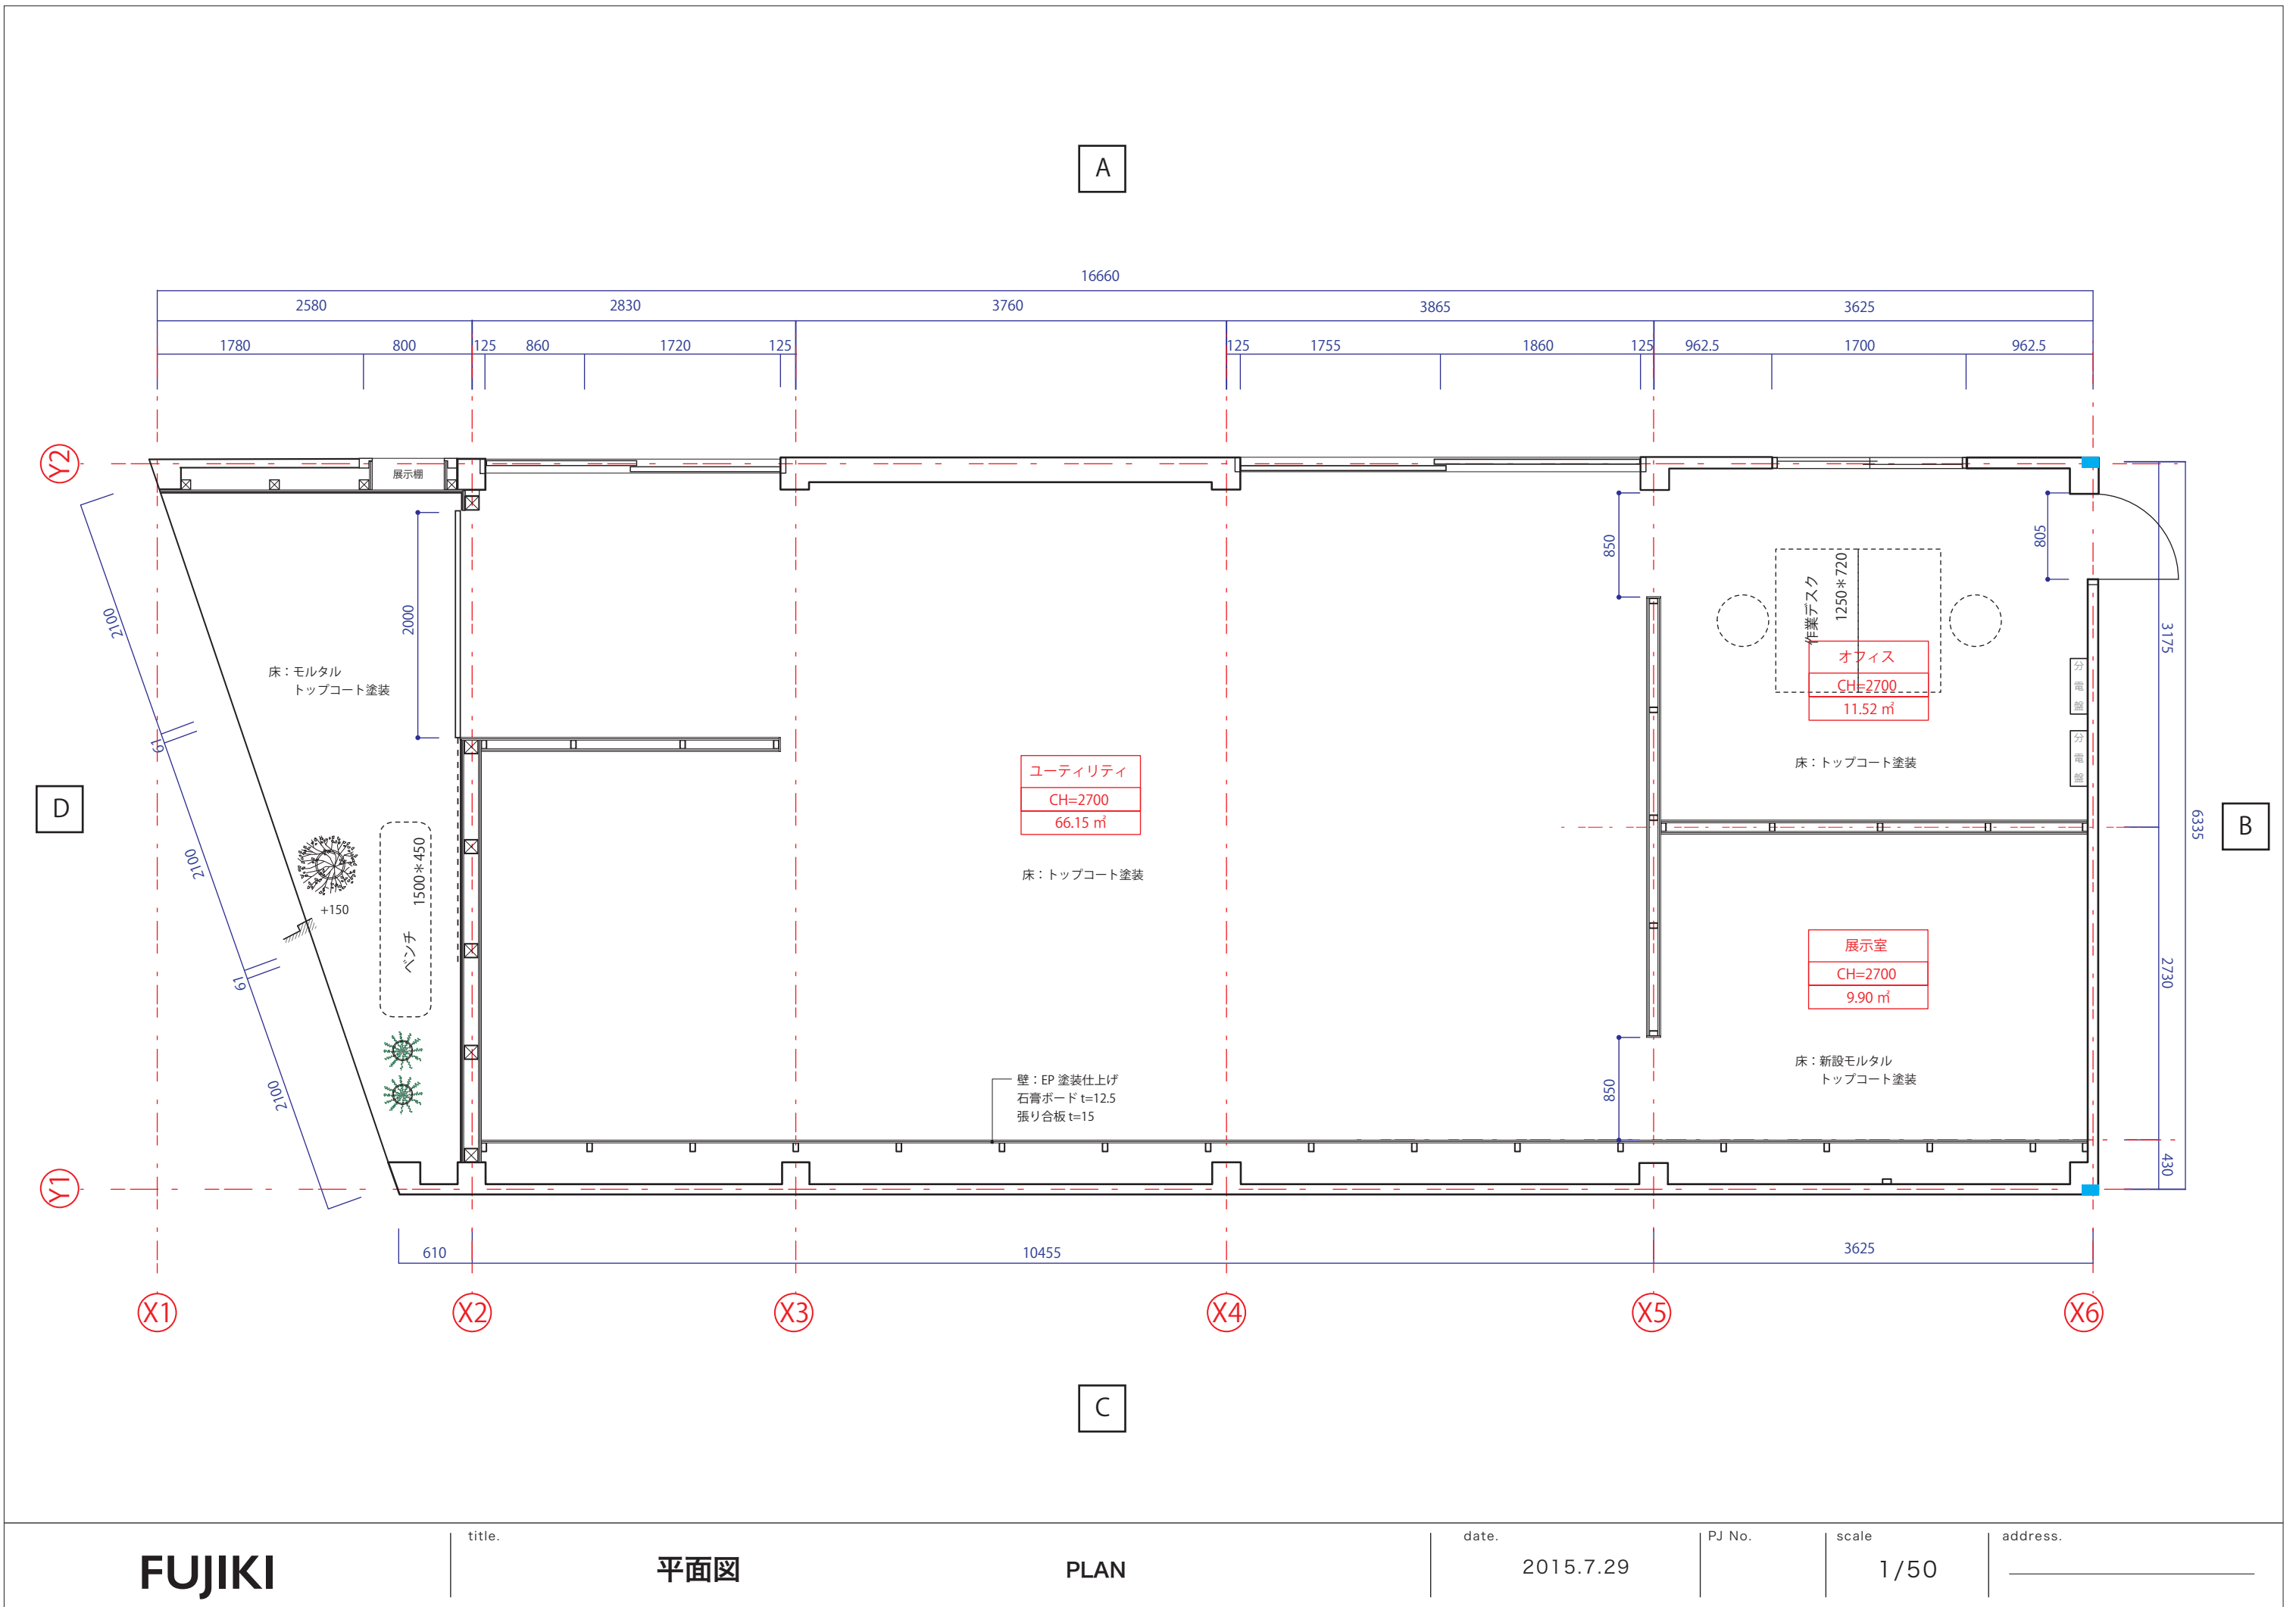 A
16660
2580 2830 3760 3865 3625
1780 800 125 860 1720 125 125 1755 1860 125 962.5 1700 962.5
Y2
展示棚
2100
61
2100
61
2100
2000
床：モルタル
トップコート塗装
850
805
作業デスク
1250＊720
オフィス
CH=2700
11.52 ㎡
床：トップコート塗装
分電盤
分電盤
3175
6335
2730
430
D
B
ユーティリティ
CH=2700
66.15 ㎡
床：トップコート塗装
+150
ベンチ
1500＊450
展示室
CH=2700
9.90 ㎡
床：新設モルタル
トップコート塗装
850
壁：EP 塗装仕上げ
石膏ボード t=12.5
張り合板 t=15
Y1
610 10455 3625
X1 X2 X3 X4 X5 X6
C
FUJIKI
title.
平面図 PLAN
date.
2015.7.29
PJ No.
scale
1/50
address.